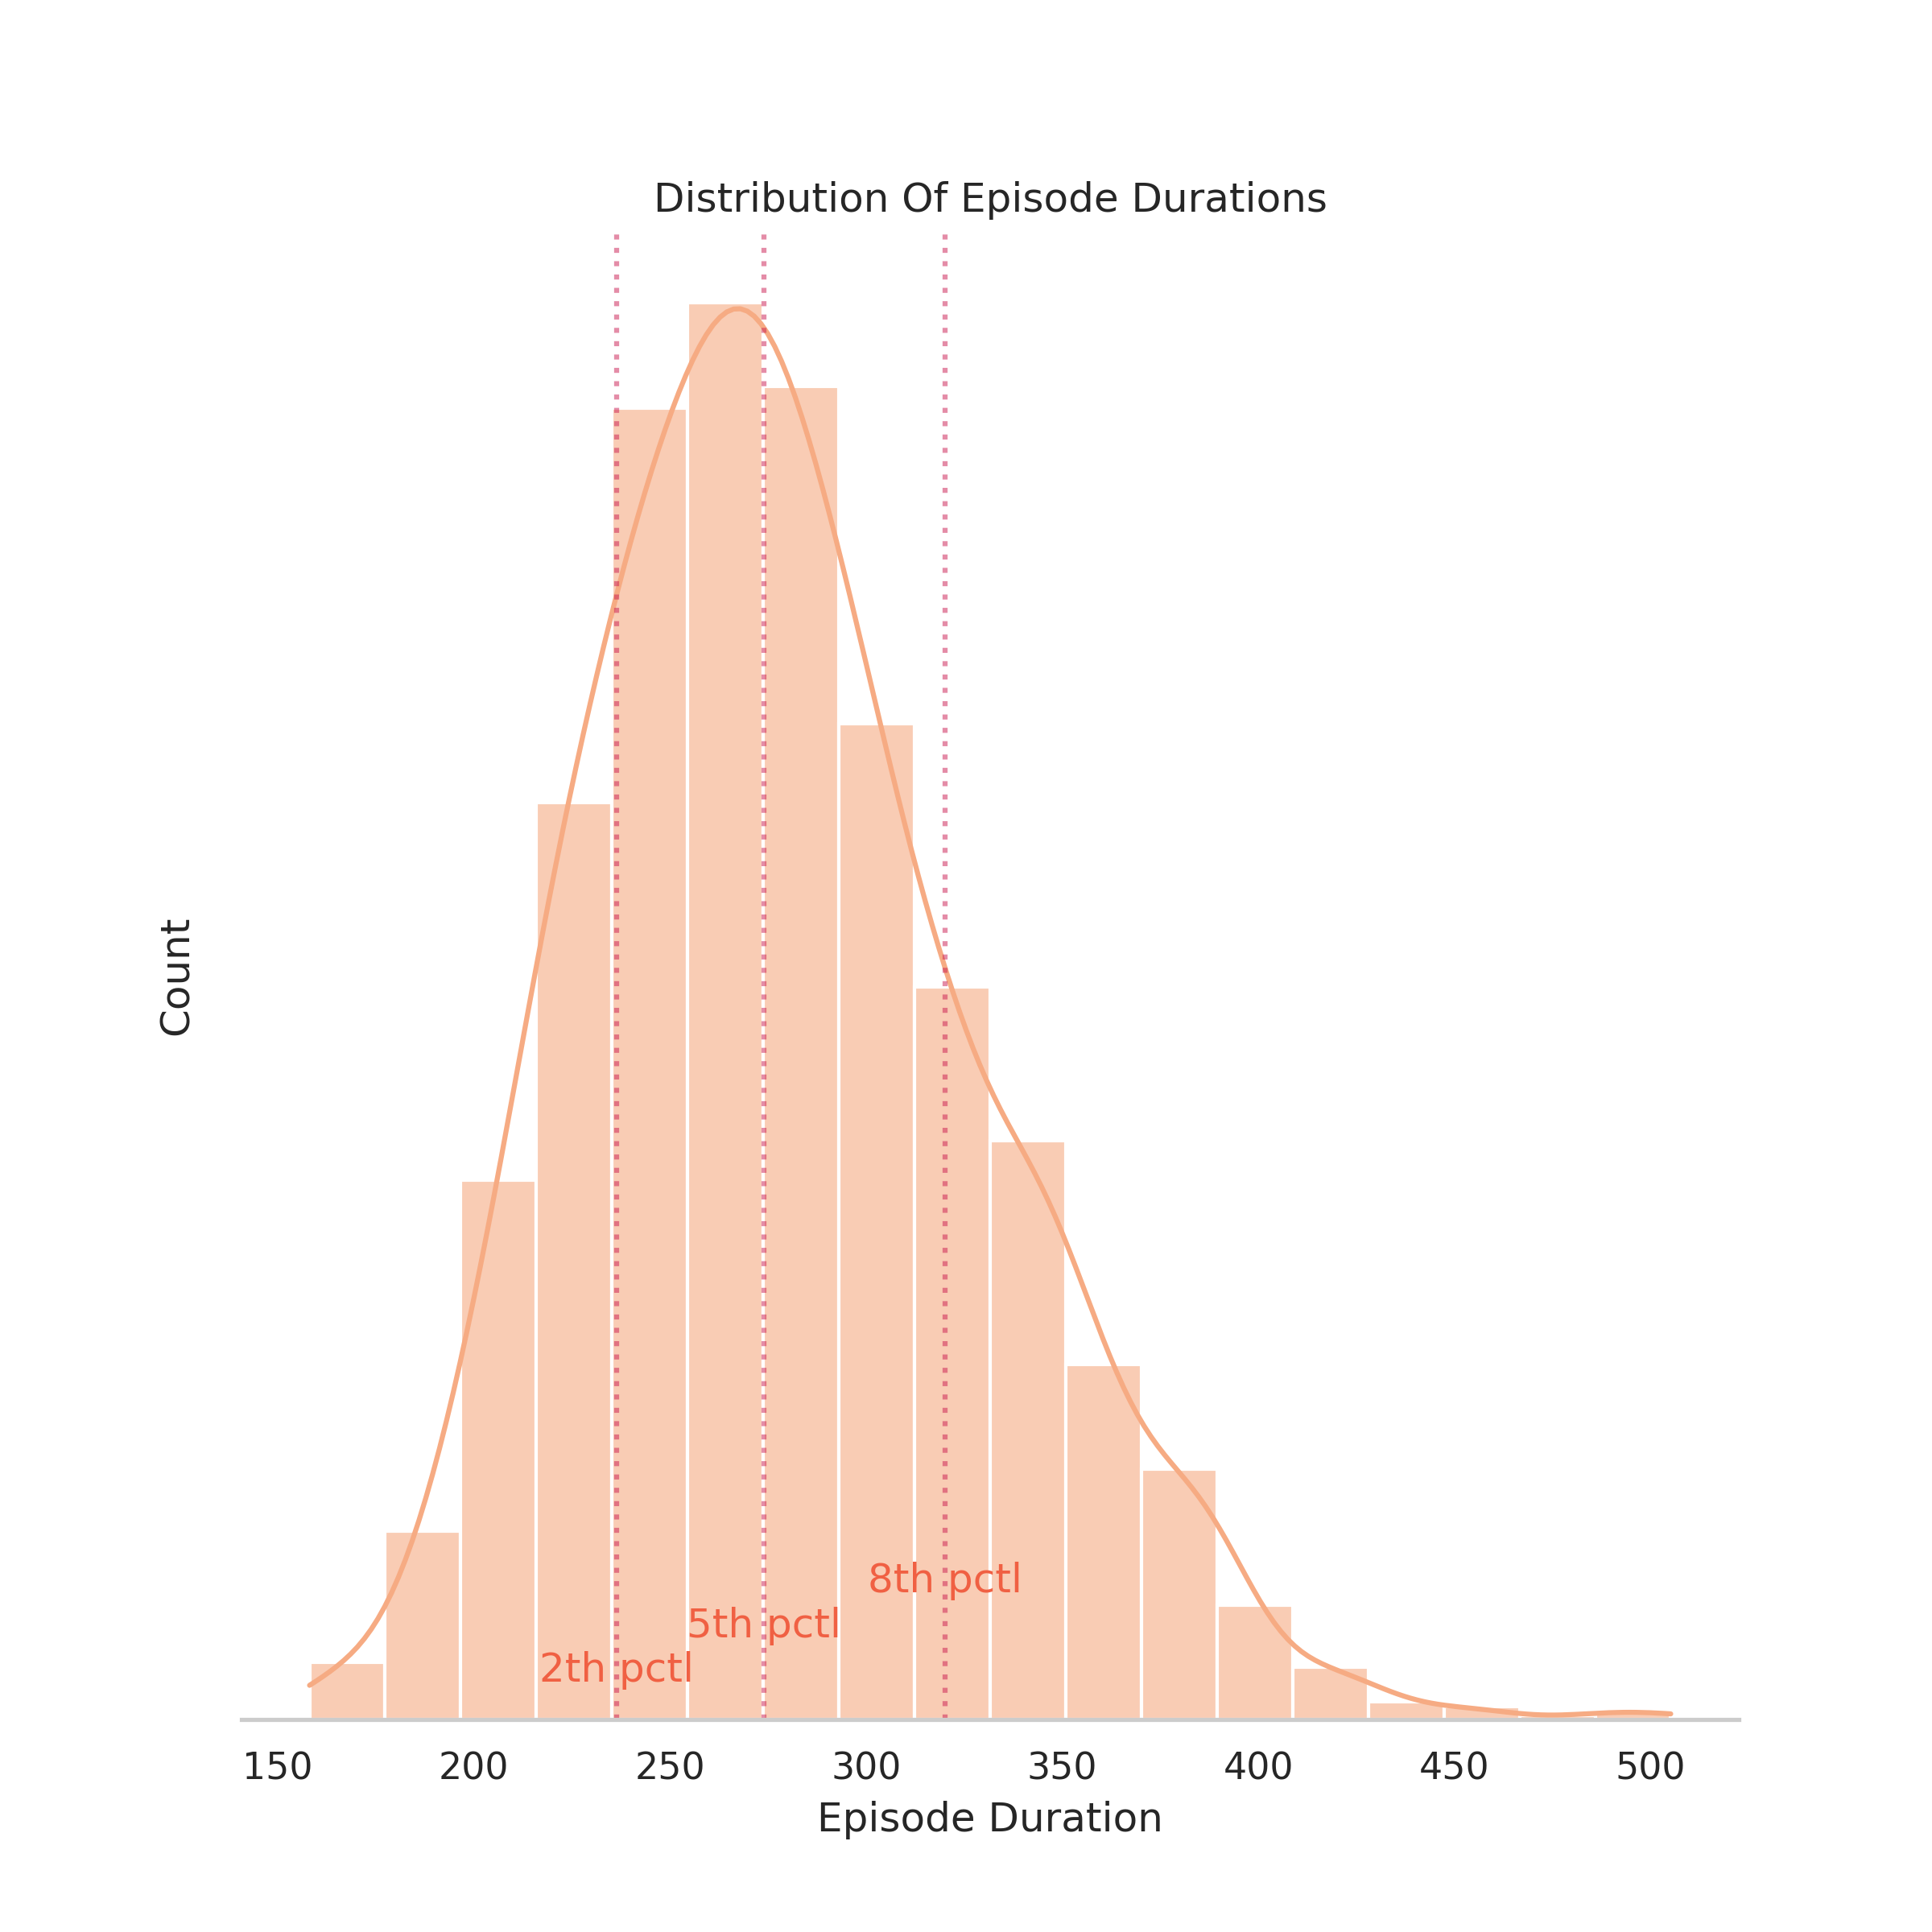 Distribution Of Episode Durations
Count
8th pctl
5th pctl
2th pctl
150 200 250 300 350 400 450 500
Episode Duration